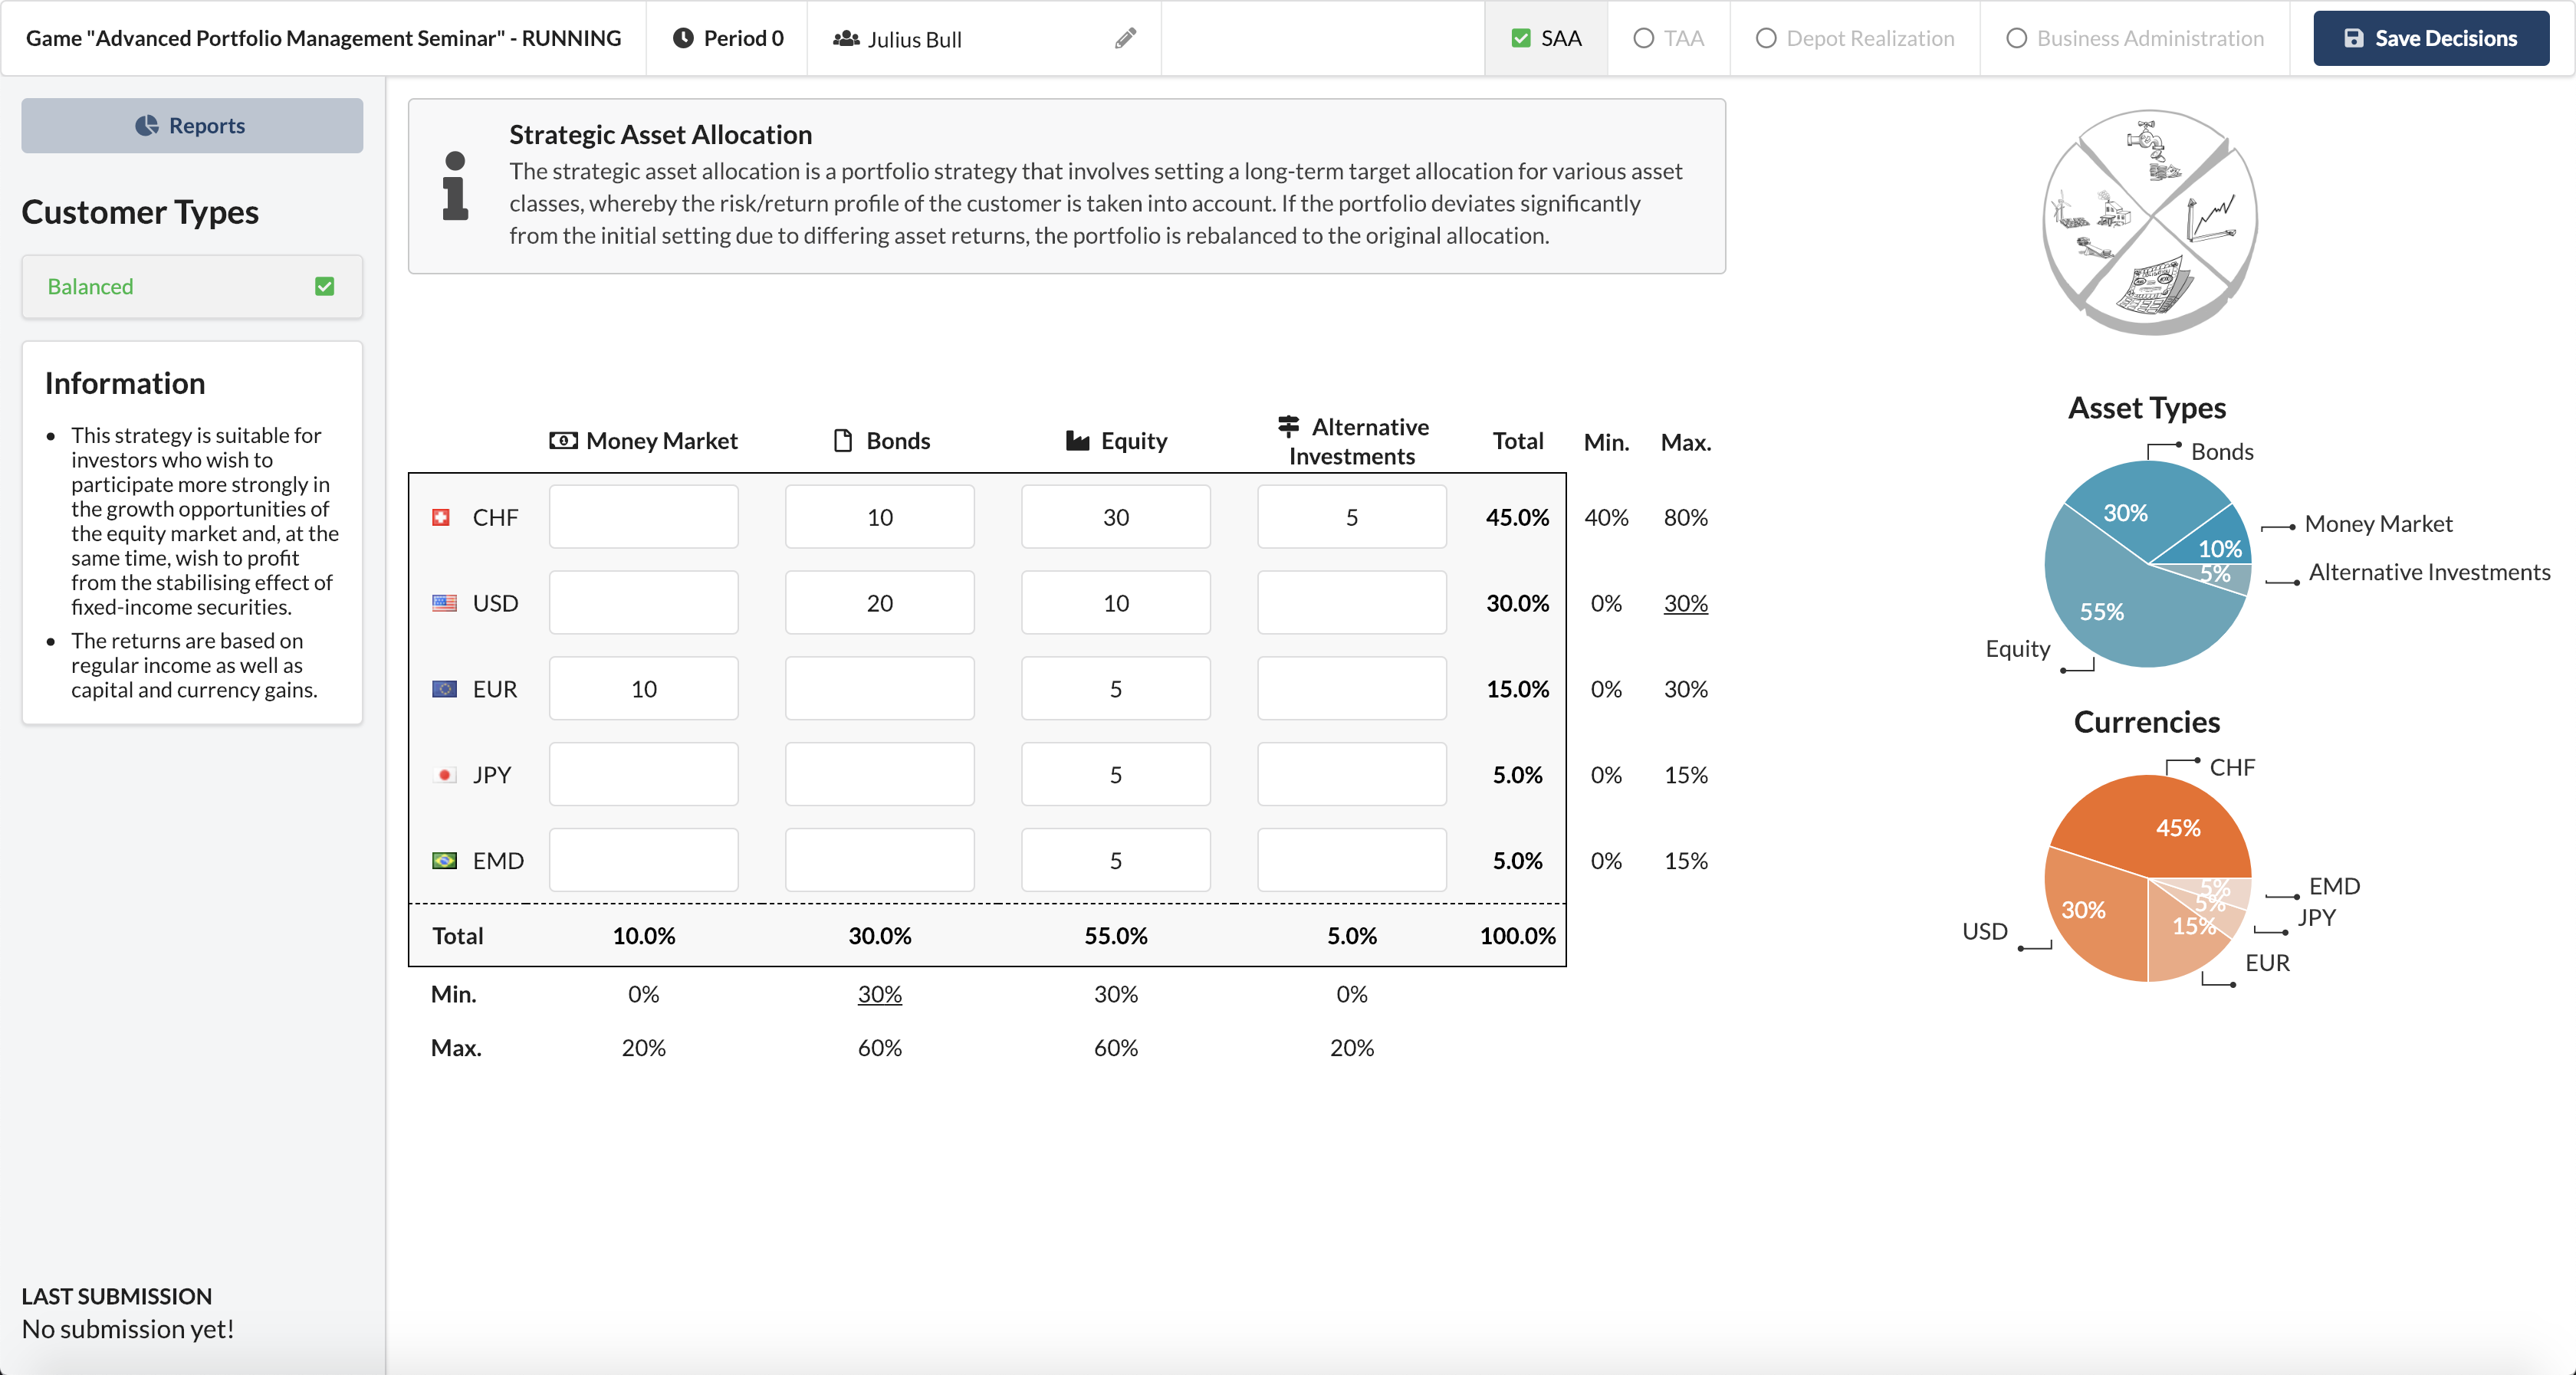 Game "Advanced Portfolio Management Seminar" - RUNNING
Period 0
Julius Bull
SAA
TAA
Depot Realization
Business Administration
Save Decisions
Reports
Customer Types
Balanced
Information
This strategy is suitable for
investors who wish to
participate more strongly in
the growth opportunities of
the equity market and, at the
same time, wish to profit
from the stabilising effect of
fixed-income securities.
The returns are based on
regular income as well as
capital and currency gains.
LAST SUBMISSION
No submission yet!
Strategic Asset Allocation
The strategic asset allocation is a portfolio strategy that involves setting a long-term target allocation for various asset
classes, whereby the risk/return profile of the customer is taken into account. If the portfolio deviates significantly
from the initial setting due to differing asset returns, the portfolio is rebalanced to the original allocation.
Money Market Bonds Equity Alternative Investments Total Min. Max.
CHF 10 30 5 45.0% 40% 80%
USD 20 10 30.0% 0% 30%
EUR 10 5 15.0% 0% 30%
JPY 5 5.0% 0% 15%
EMD 5 5.0% 0% 15%
Total 10.0% 30.0% 55.0% 5.0% 100.0%
Min. 0% 30% 30% 0%
Max. 20% 60% 60% 20%
Asset Types
Bonds
30%
Money Market
10%
Alternative Investments
5%
55%
Equity
Currencies
CHF
45%
EMD
5%
JPY
5%
30%
15%
USD
EUR